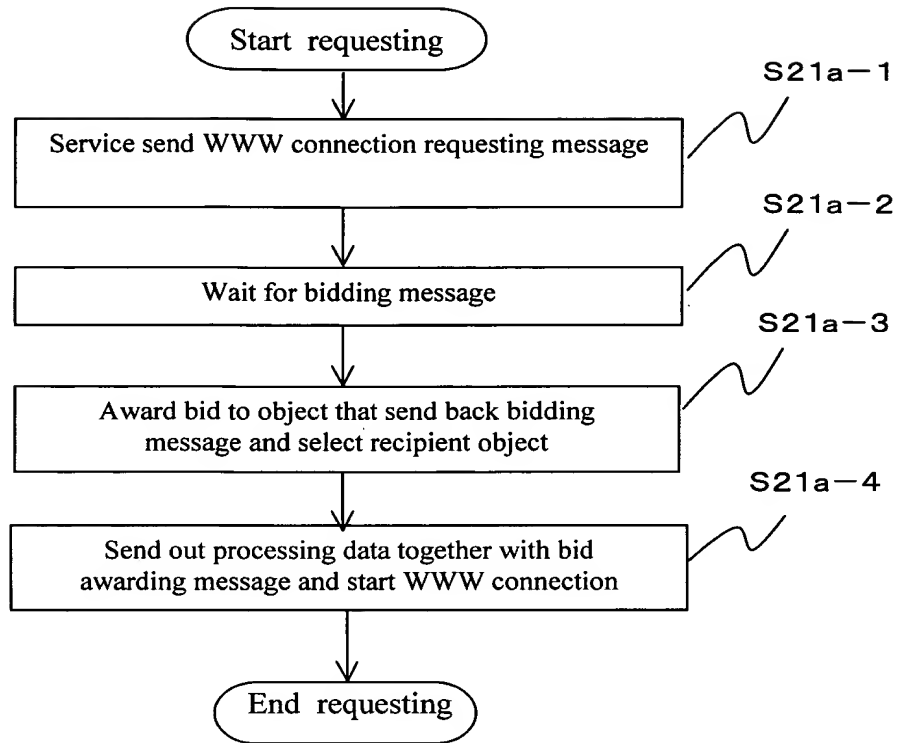 Start requesting
S21a-1
Service send WWW connection requesting message
S21a-2
Wait for bidding message
S21a-3
Award bid to object that send back bidding
message and select recipient object
S21a-4
Send out processing data together with bid
awarding message and start WWW connection
End requesting